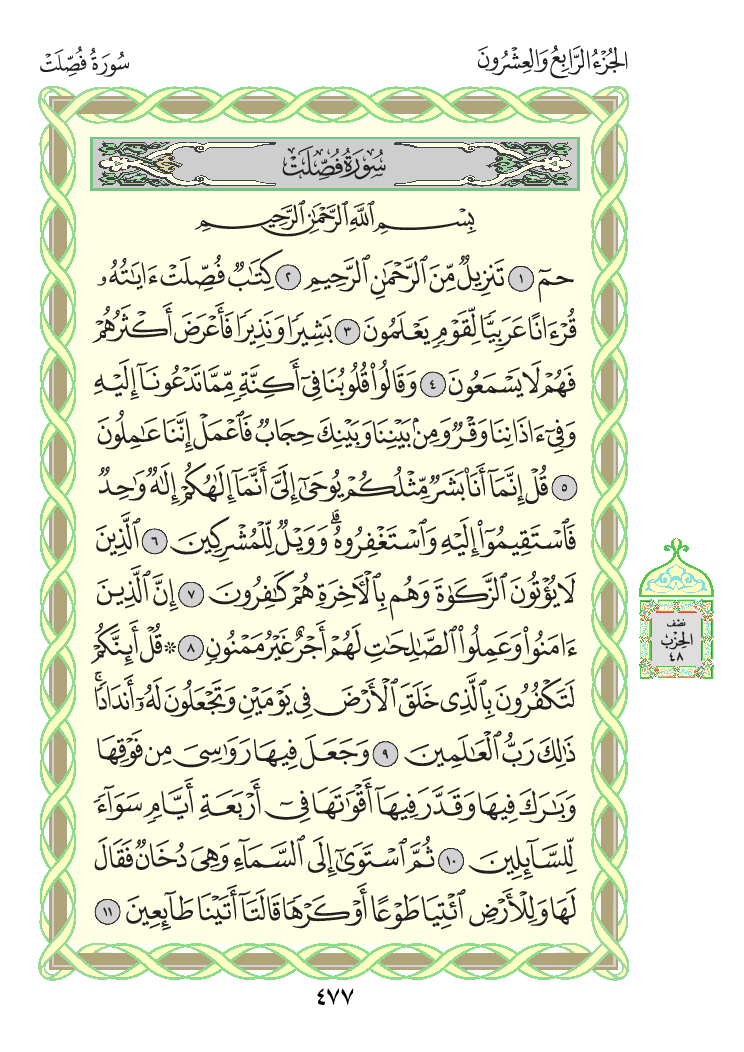 الجُزْءُ الرَّابِعُ وَالعِشْرُونَ
سُورَةُ فُصِّلَتْ
سُورَةُ فُصِّلَتْ
بِسْمِ ٱللَّهِ ٱلرَّحْمَٰنِ ٱلرَّحِيمِ
حمٓ ١ تَنزِيلٌ مِّنَ ٱلرَّحْمَٰنِ ٱلرَّحِيمِ ٢ كِتَٰبٌ فُصِّلَتْ ءَايَٰتُهُۥ
قُرْءَانًا عَرَبِيًّا لِّقَوْمٍ يَعْلَمُونَ ٣ بَشِيرًا وَنَذِيرًا فَأَعْرَضَ أَكْثَرُهُمْ
فَهُمْ لَا يَسْمَعُونَ ٤ وَقَالُوا۟ قُلُوبُنَا فِىٓ أَكِنَّةٍ مِّمَّا تَدْعُونَآ إِلَيْهِ
وَفِىٓ ءَاذَانِنَا وَقْرٌ وَمِنۢ بَيْنِنَا وَبَيْنِكَ حِجَابٌ فَٱعْمَلْ إِنَّنَا عَٰمِلُونَ
٥ قُلْ إِنَّمَآ أَنَا۠ بَشَرٌ مِّثْلُكُمْ يُوحَىٰٓ إِلَىَّ أَنَّمَآ إِلَٰهُكُمْ إِلَٰهٌ وَٰحِدٌ
فَٱسْتَقِيمُوٓا۟ إِلَيْهِ وَٱسْتَغْفِرُوهُ ۗ وَوَيْلٌ لِّلْمُشْرِكِينَ ٦ ٱلَّذِينَ
لَا يُؤْتُونَ ٱلزَّكَوٰةَ وَهُم بِٱلْءَاخِرَةِ هُمْ كَٰفِرُونَ ٧ إِنَّ ٱلَّذِينَ
ءَامَنُوا۟ وَعَمِلُوا۟ ٱلصَّٰلِحَٰتِ لَهُمْ أَجْرٌ غَيْرُ مَمْنُونٍ ٨ ۞ قُلْ أَئِنَّكُمْ
لَتَكْفُرُونَ بِٱلَّذِى خَلَقَ ٱلْأَرْضَ فِى يَوْمَيْنِ وَتَجْعَلُونَ لَهُۥٓ أَندَادًا ۚ
ذَٰلِكَ رَبُّ ٱلْعَٰلَمِينَ ٩ وَجَعَلَ فِيهَا رَوَٰسِىَ مِن فَوْقِهَا
وَبَٰرَكَ فِيهَا وَقَدَّرَ فِيهَآ أَقْوَٰتَهَا فِىٓ أَرْبَعَةِ أَيَّامٍ سَوَآءً
لِّلسَّآئِلِينَ ١٠ ثُمَّ ٱسْتَوَىٰٓ إِلَى ٱلسَّمَآءِ وَهِىَ دُخَانٌ فَقَالَ
لَهَا وَلِلْأَرْضِ ٱئْتِيَا طَوْعًا أَوْ كَرْهًا قَالَتَآ أَتَيْنَا طَآئِعِينَ ١١
نصف
الحِزْبُ
٤٨
٤٧٧